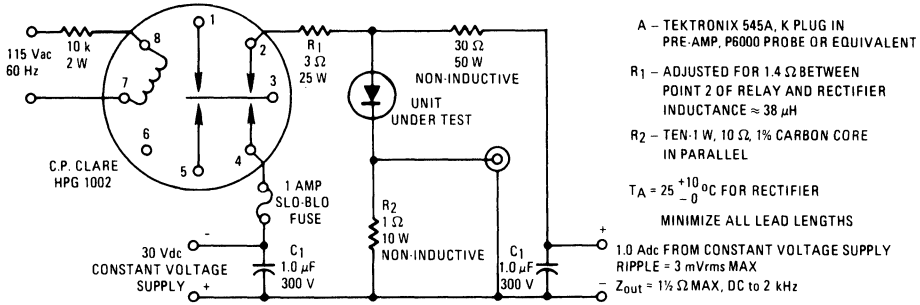 115 Vac
60 Hz
10 k
2 W
8
7
6
5
1
2
3
4
C.P. CLARE
HPG 1002
R1
3 Ω
25 W
30 Ω
50 W
NON-INDUCTIVE
UNIT
UNDER TEST
1 AMP
SLO-BLO
FUSE
R2
1 Ω
10 W
NON-INDUCTIVE
-
30 Vdc
CONSTANT VOLTAGE
SUPPLY
+
C1
1.0 μF
300 V
C1
1.0 μF
300 V
A – TEKTRONIX 545A, K PLUG IN
PRE-AMP, P6000 PROBE OR EQUIVALENT
R1 – ADJUSTED FOR 1.4 Ω BETWEEN
POINT 2 OF RELAY AND RECTIFIER
INDUCTANCE ≈ 38 μH
R2 – TEN-1 W, 10 Ω, 1% CARBON CORE
IN PARALLEL
TA = 25 +10 -0 °C FOR RECTIFIER
MINIMIZE ALL LEAD LENGTHS
+
1.0 Adc FROM CONSTANT VOLTAGE SUPPLY
RIPPLE = 3 mVrms MAX
-
Zout = 1½ Ω MAX, DC to 2 kHz